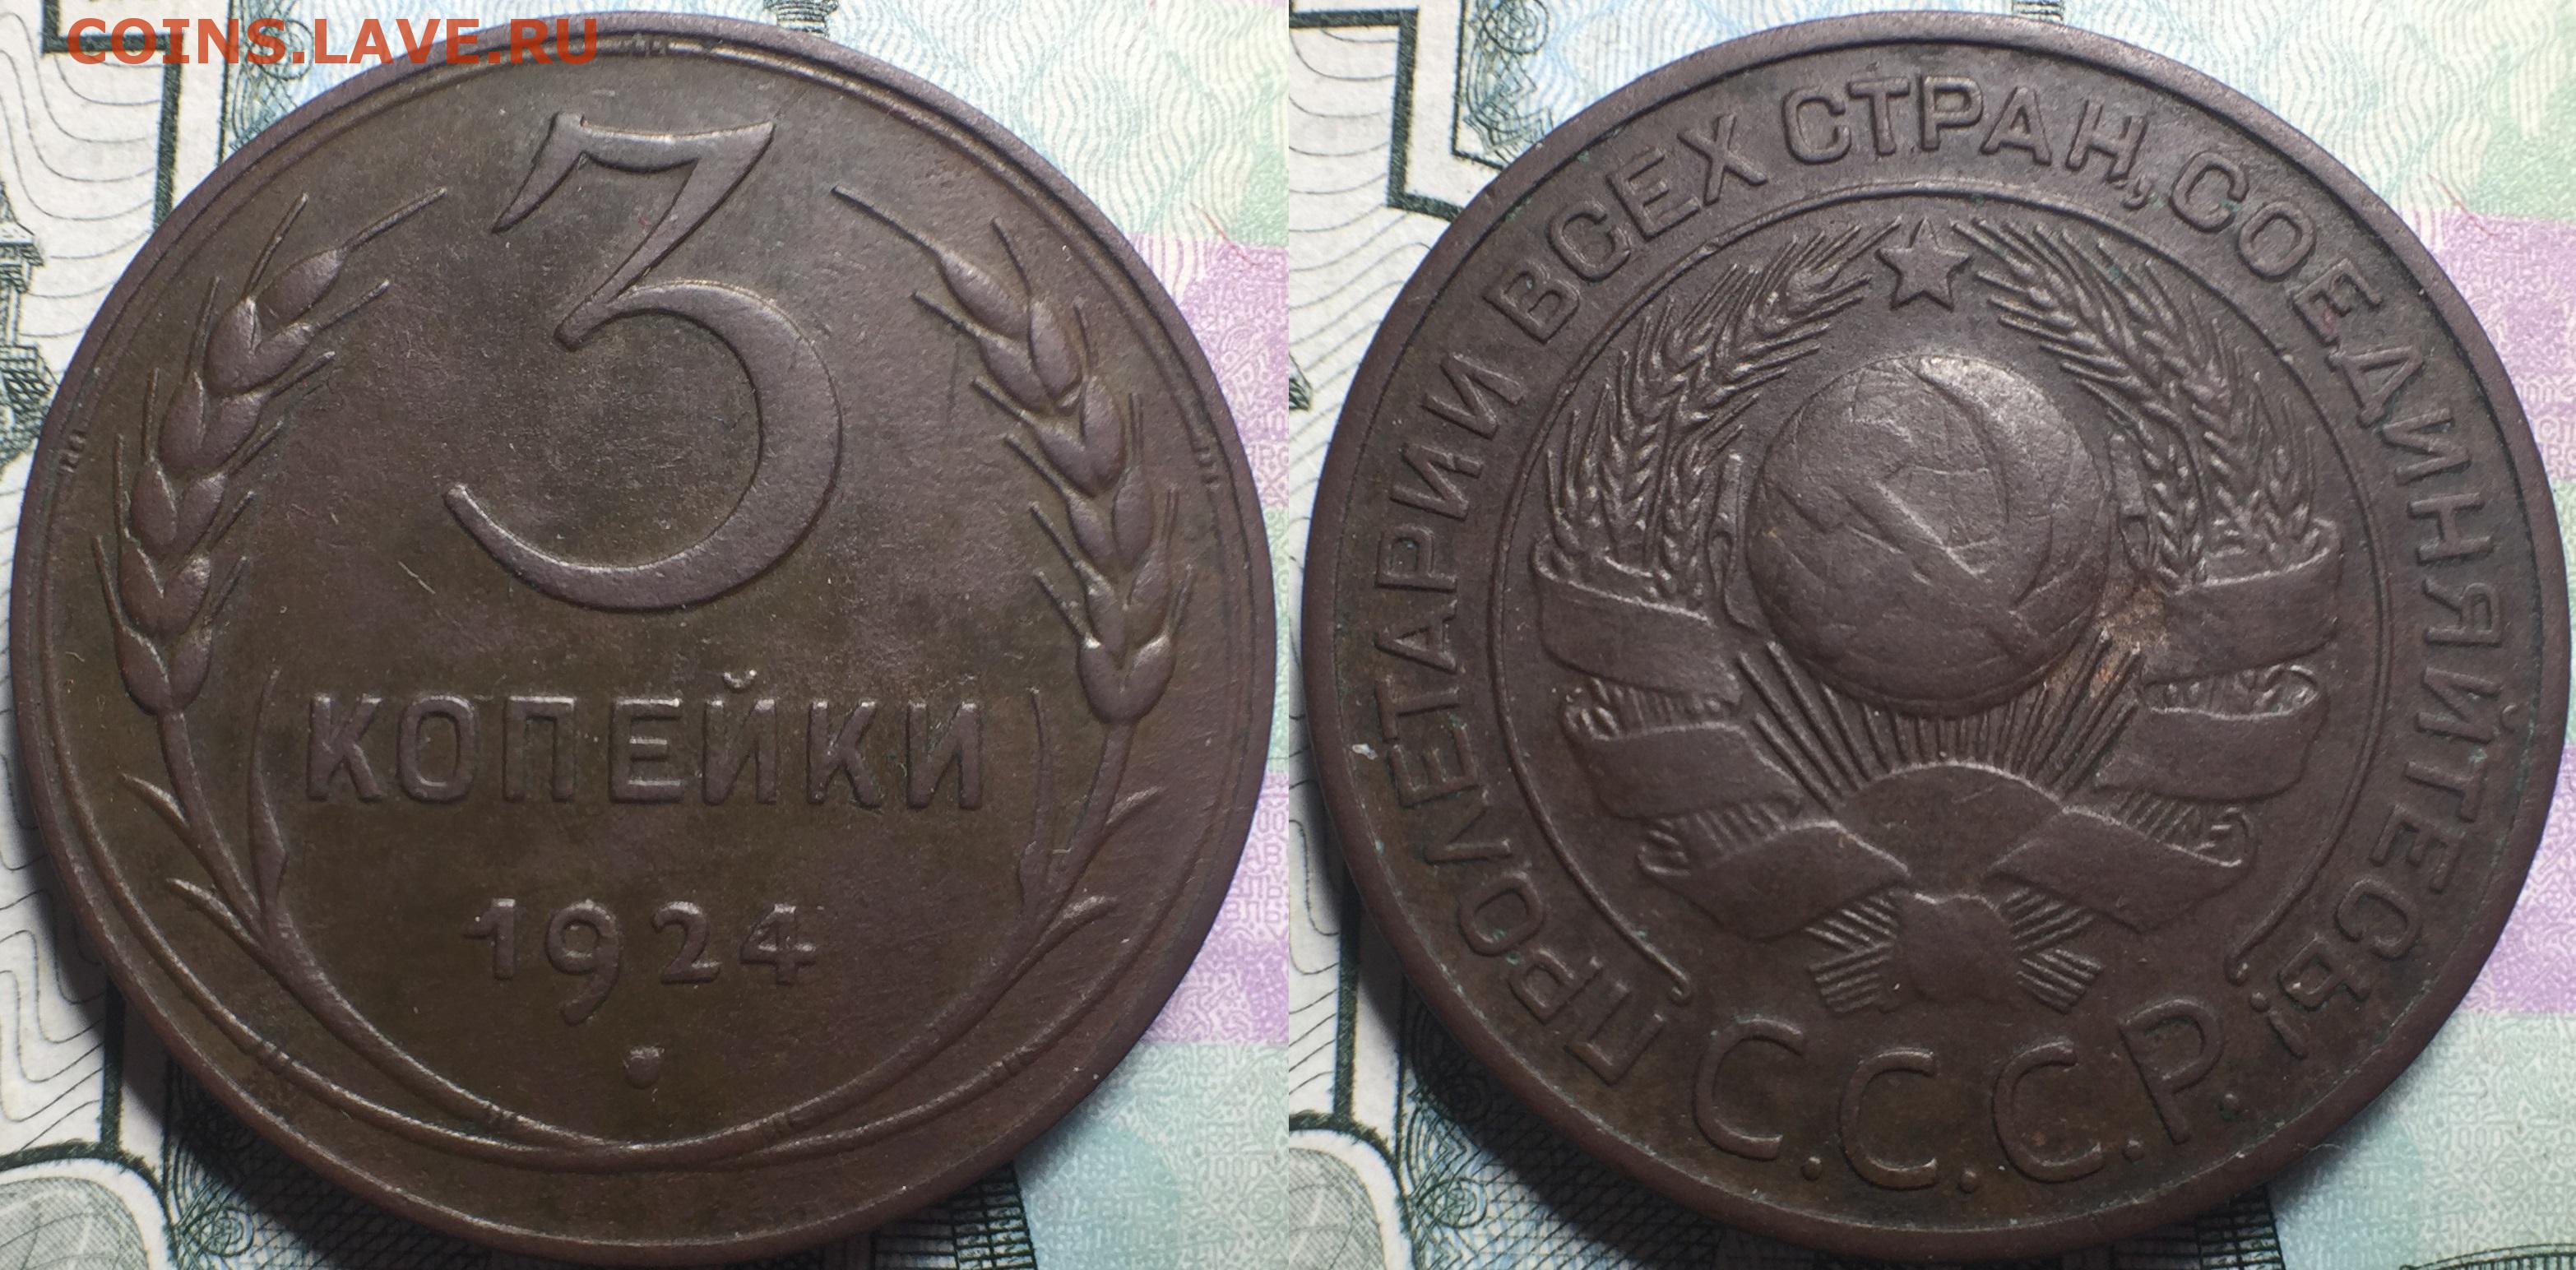 COINS.LAVE.RU
3
КОПЕЙКИ
1924
ПРОЛЕТАРИИ ВСЕХ СТРАН, СОЕДИНЯЙТЕСЬ!
С.С.С.Р.